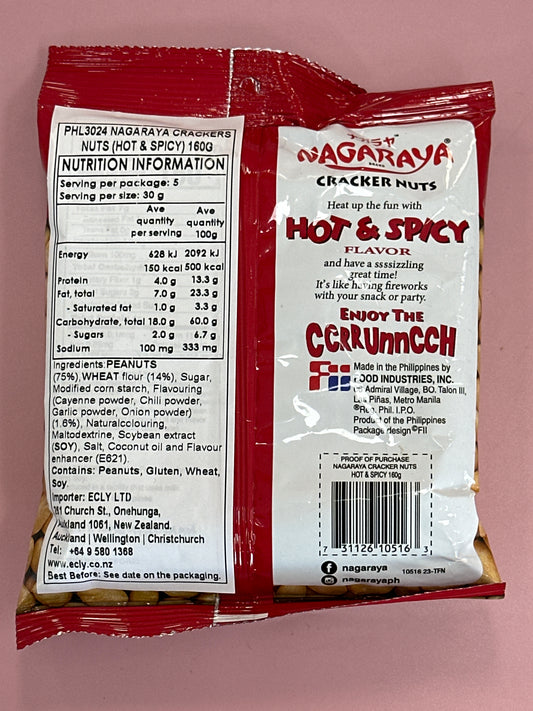 PHL3024 NAGARAYA CRACKERS
NUTS (HOT & SPICY) 160G
NUTRITION INFORMATION
Serving per package: 5
Serving per size: 30 g
Ave quantity per serving
Ave quantity 100g
Energy 628 kJ 2092 kJ
150 kcal 500 kcal
Protein 4.0 g 13.3 g
Fat, total 7.0 g 23.3 g
- Saturated fat 1.0 g 3.3 g
Carbohydrate, total 18.0 g 60.0 g
- Sugars 2.0 g 6.7 g
Sodium 100 mg 333 mg
Ingredients:PEANUTS
(75%),WHEAT flour (14%), Sugar,
Modified corn starch, Flavouring
(Cayenne powder, Chili powder,
Garlic powder, Onion powder)
(1.6%), Naturalcclouring,
Maltodextrine, Soybean extract
(SOY), Salt, Coconut oil and Flavour
enhancer (E621).
Contains: Peanuts, Gluten, Wheat,
Soy.
Importer: ECLY LTD
Church St., Onehunga,
Auckland 1061, New Zealand.
Auckland | Wellington | Christchurch
Tel: +64 9 580 1368
www.ecly.co.nz
Best Before: See date on the packaging.
NAGARAYA
BRAND
CRACKER NUTS
Heat up the fun with
HOT & SPICY
FLAVOR
and have a ssssizzling
great time!
It's like having fireworks
with your snack or party.
ENJOY THE
CCRRUnnCCH
Fii
Made in the Philippines by
FOOD INDUSTRIES, INC.
Admiral Village, BO. Talon III,
Las Piñas, Metro Manila
®Reg. Phil. I.P.O.
Product of the Philippines
Package design ©FII
PROOF OF PURCHASE
NAGARAYA CRACKER NUTS
HOT & SPICY 160g
7 31126 10516 3
nagaraya
nagarayaph
10516 23-TFN